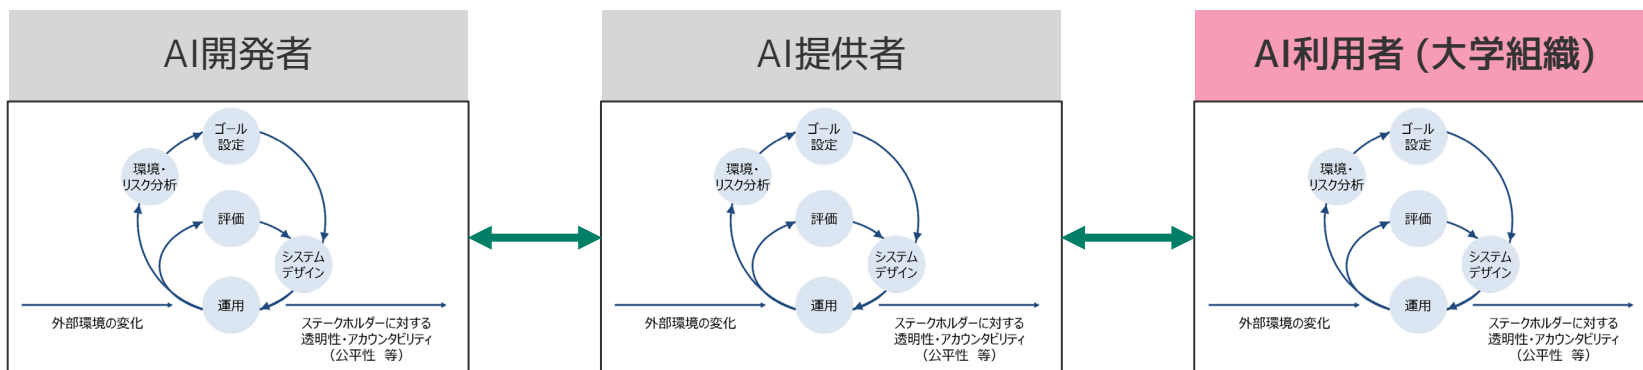 AI開発者
ゴール
設定
環境・
リスク分析
評価
システム
デザイン
運用
外部環境の変化
ステークホルダーに対する
透明性・アカウンタビリティ
（公平性 等）
AI提供者
ゴール
設定
環境・
リスク分析
評価
システム
デザイン
運用
外部環境の変化
ステークホルダーに対する
透明性・アカウンタビリティ
（公平性 等）
AI利用者 (大学組織)
ゴール
設定
環境・
リスク分析
評価
システム
デザイン
運用
外部環境の変化
ステークホルダーに対する
透明性・アカウンタビリティ
（公平性 等）